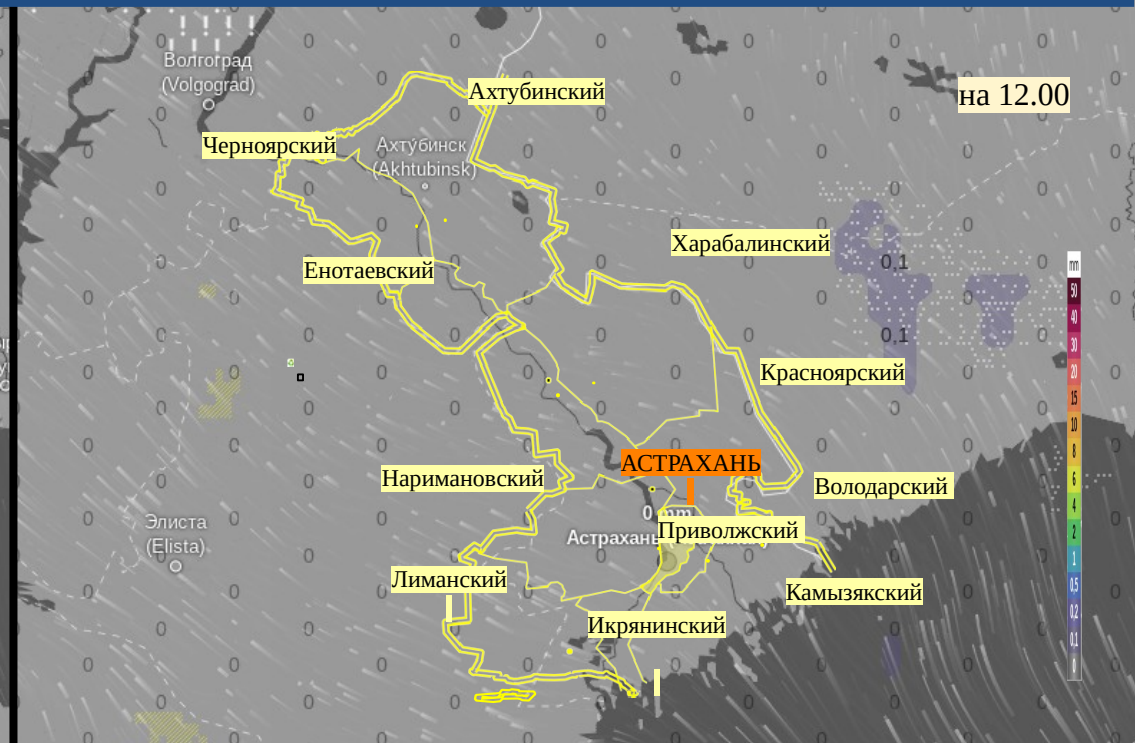 Волгоград
(Volgograd)
Ахтубинский
на 12.00
Черноярский
Ахту́бинск
(Akhtubinsk)
Харабалинский
Енотаевский
0,1
0,1
Красноярский
АСТРАХАНЬ
Наримановский
Володарский
0 mm
Приволжский
Астрахань
Элиста
(Elista)
Лиманский
Камызякский
Икрянинский
mm
50
40
30
20
15
10
8
6
4
2
1
0,5
0,2
0,1
0